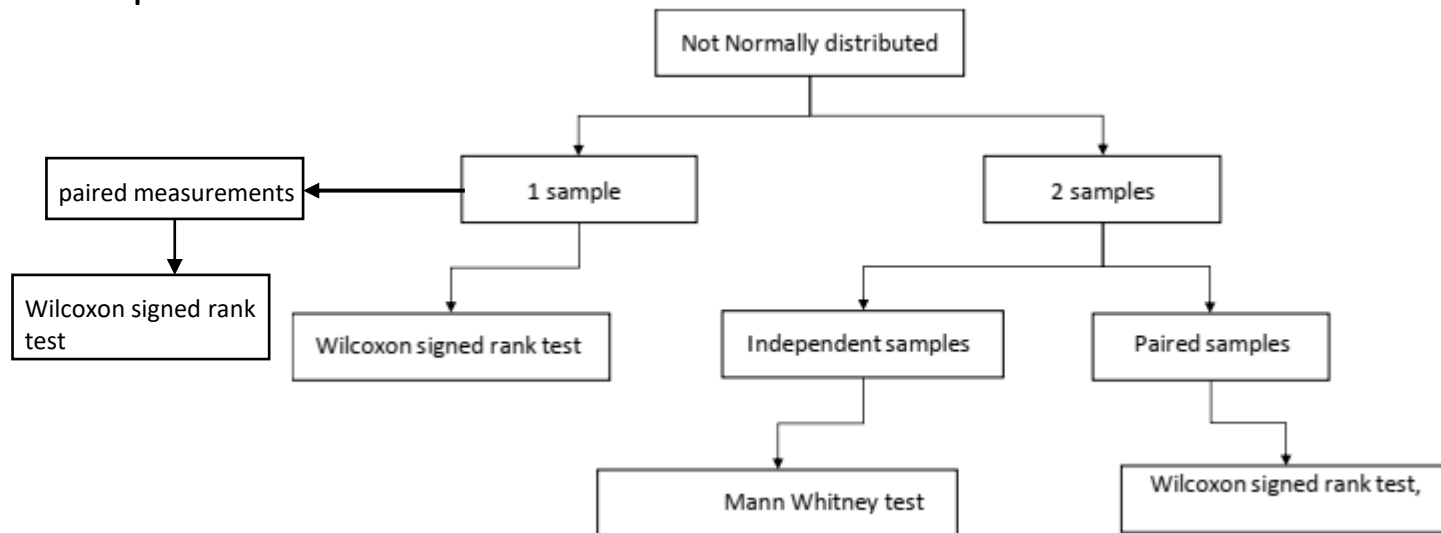 Not Normally distributed
paired measurements
1 sample
2 samples
Wilcoxon signed rank
test
Wilcoxon signed rank test
Independent samples
Paired samples
Mann Whitney test
Wilcoxon signed rank test,